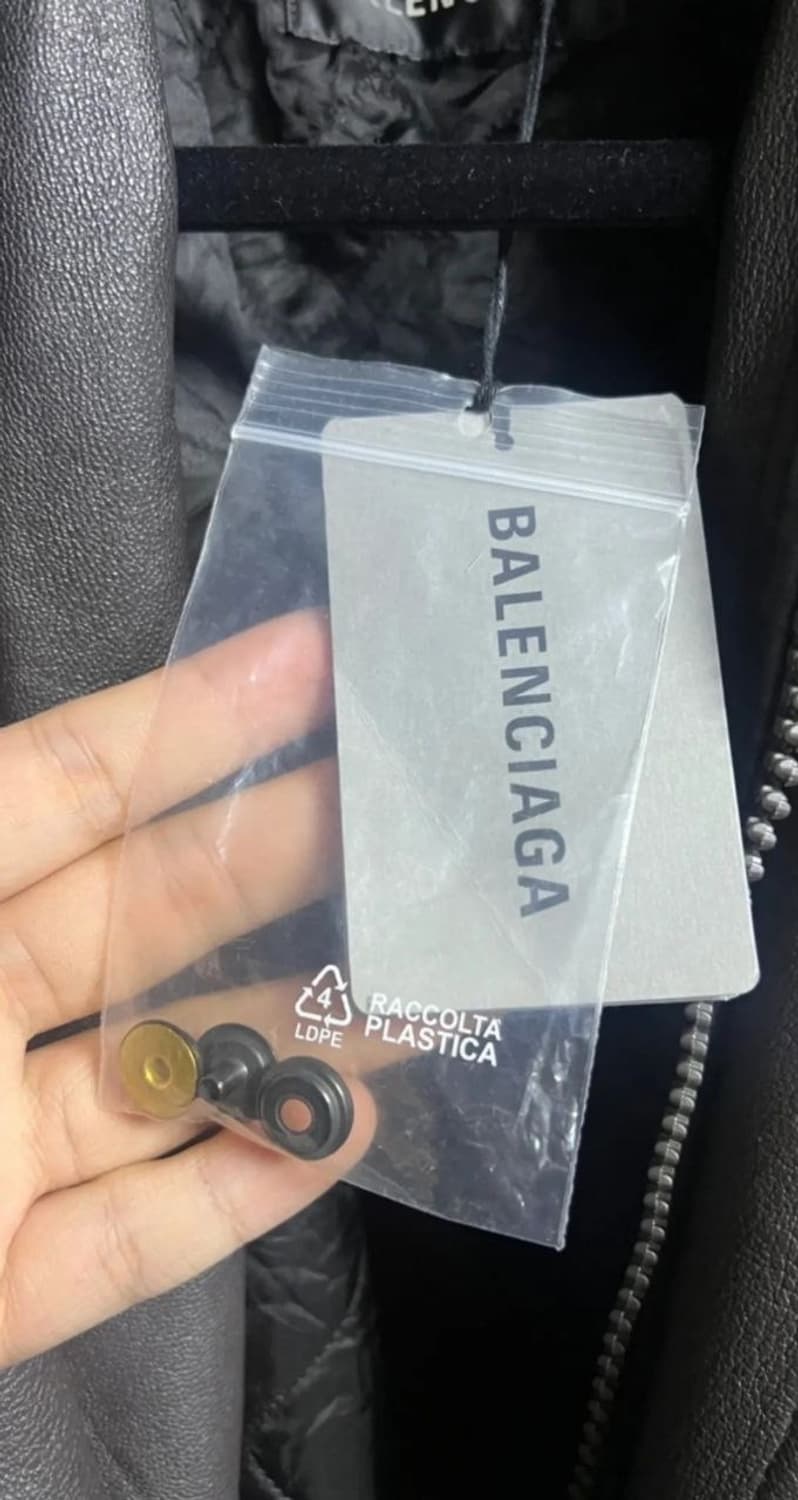 BALENCIAGA
4
LDPE
RACCOLTA
PLASTICA